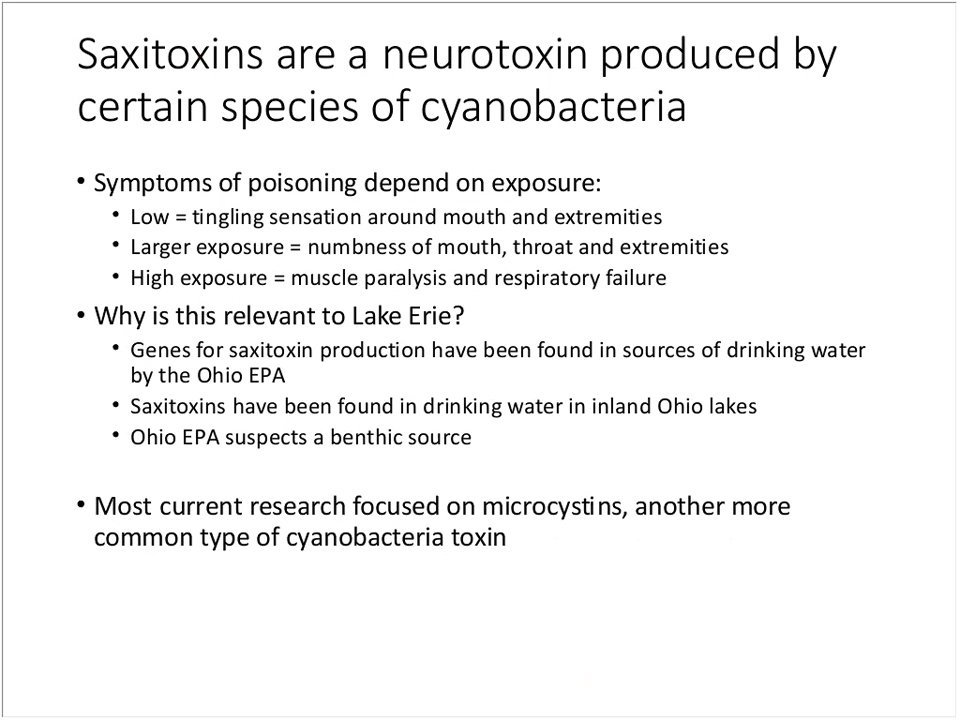 Saxitoxins are a neurotoxin produced by
certain species of cyanobacteria
• Symptoms of poisoning depend on exposure:
• Low = tingling sensation around mouth and extremities
• Larger exposure = numbness of mouth, throat and extremities
• High exposure = muscle paralysis and respiratory failure
• Why is this relevant to Lake Erie?
• Genes for saxitoxin production have been found in sources of drinking water
by the Ohio EPA
• Saxitoxins have been found in drinking water in inland Ohio lakes
• Ohio EPA suspects a benthic source
• Most current research focused on microcystins, another more
common type of cyanobacteria toxin